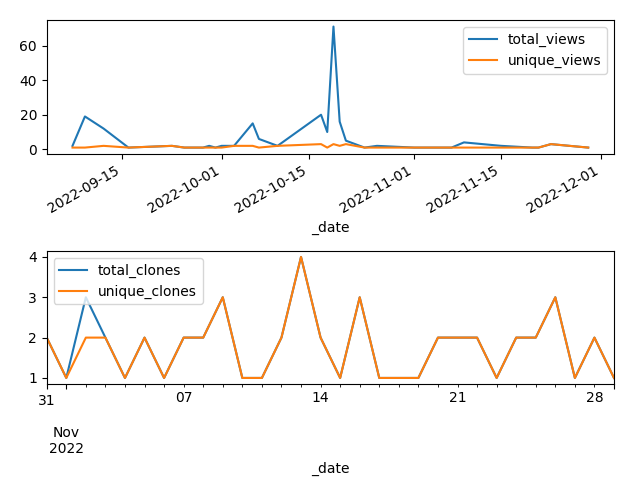 60
40
20
0
total_views
unique_views
2022-09-15
2022-10-01
2022-10-15
2022-11-01
2022-11-15
2022-12-01
_date
4
3
2
1
total_clones
unique_clones
31
07
14
21
28
Nov
2022
_date